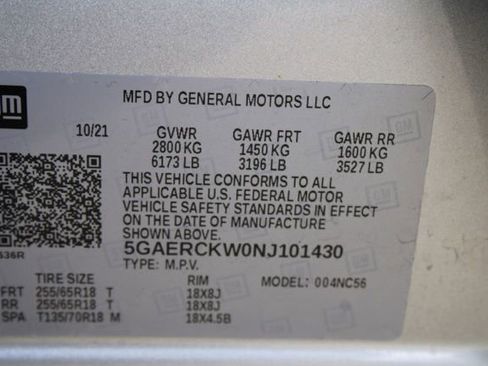 gm
MFD BY GENERAL MOTORS LLC
10/21 GVWR GAWR FRT GAWR RR
2800 KG 1450 KG 1600 KG
6173 LB 3196 LB 3527 LB
THIS VEHICLE CONFORMS TO ALL
APPLICABLE U.S. FEDERAL MOTOR
VEHICLE SAFETY STANDARDS IN EFFECT
ON THE DATE OF MANUFACTURE
SHOWN ABOVE.
5GAERCKW0NJ101430
536R TYPE: M.P.V.
TIRE SIZE RIM MODEL: 004NC56
FRT 255/65R18 T 18X8J
RR 255/65R18 T 18X8J
SPA T135/70R18 M 18X4.5B